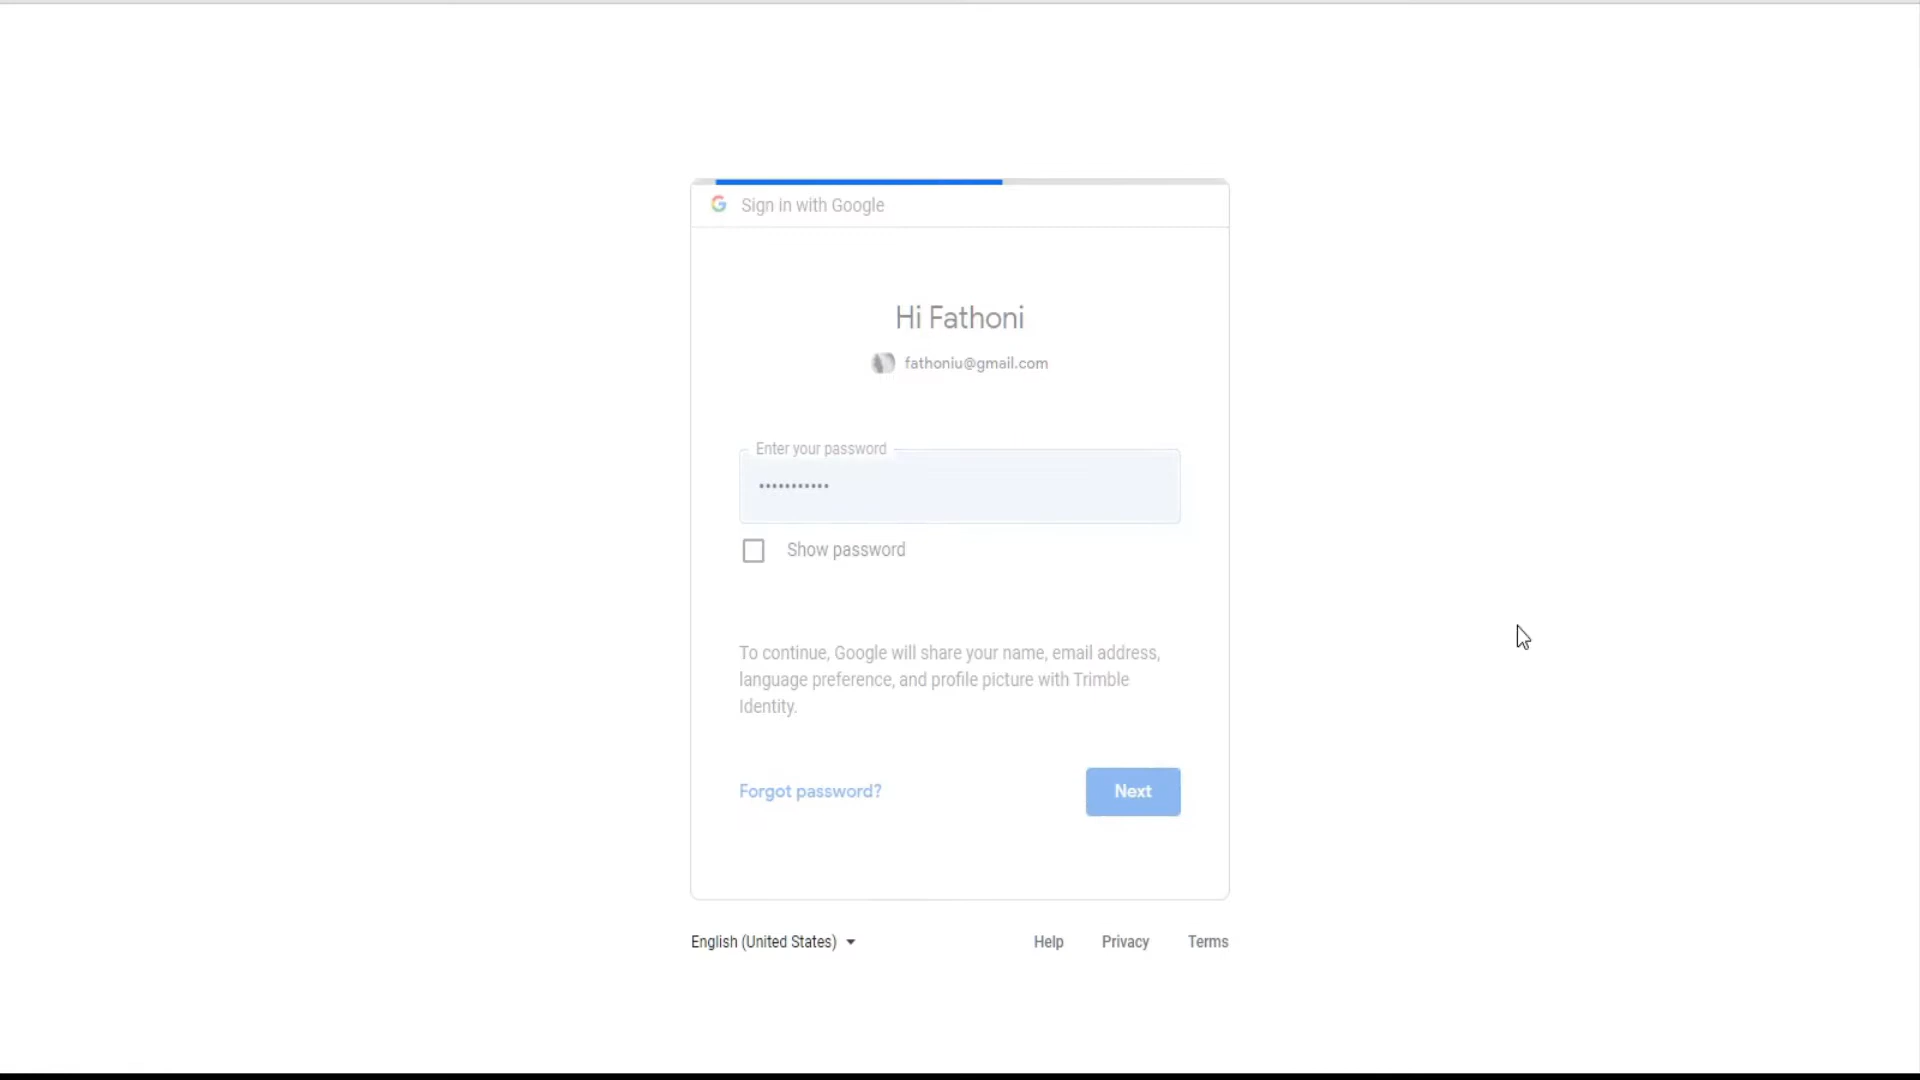 Sign in with Google
Hi Fathoni
fathoniu@gmail.com
Enter your password
•••••••••••
Show password
To continue, Google will share your name, email address,
language preference, and profile picture with Trimble
Identity.
Forgot password?
Next
English (United States)
Help
Privacy
Terms